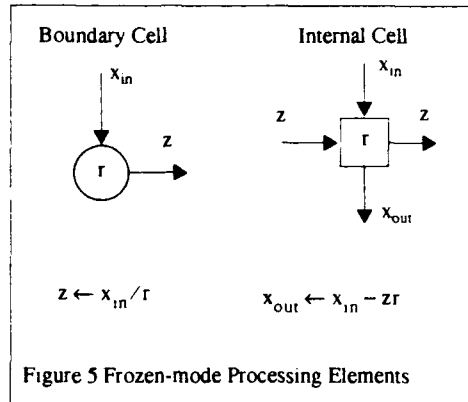 Boundary Cell
Internal Cell
x_in
x_in
z
z
z
r
r
x_out
z ← x_in/r
x_out ← x_in − zr
Figure 5 Frozen-mode Processing Elements